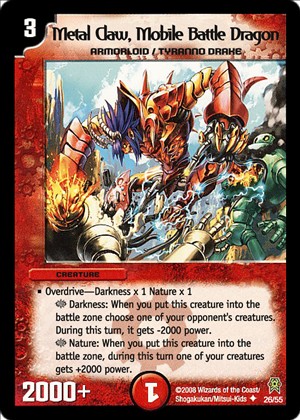 3
Metal Claw, Mobile Battle Dragon
ARMORLOID / TYRANNO DRAKE
CREATURE
▪ Overdrive—Darkness x 1 Nature x 1
Darkness: When you put this creature into the
battle zone choose one of your opponent's creatures.
During this turn, it gets -2000 power.
Nature: When you put this creature into the
battle zone, during this turn one of your creatures
gets +2000 power.
2000+
1
©2008 Wizards of the Coast/
Shogakukan/Mitsui-Kids ✦ 26/55